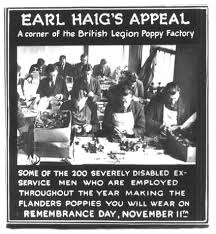 EARL HAIG'S APPEAL
A corner of the British Legion Poppy Factory
SOME OF THE 200 SEVERELY DISABLED EX-
SERVICE MEN WHO ARE EMPLOYED
THROUGHOUT THE YEAR MAKING THE
FLANDERS POPPIES YOU WILL WEAR ON
REMEMBRANCE DAY, NOVEMBER 11TH